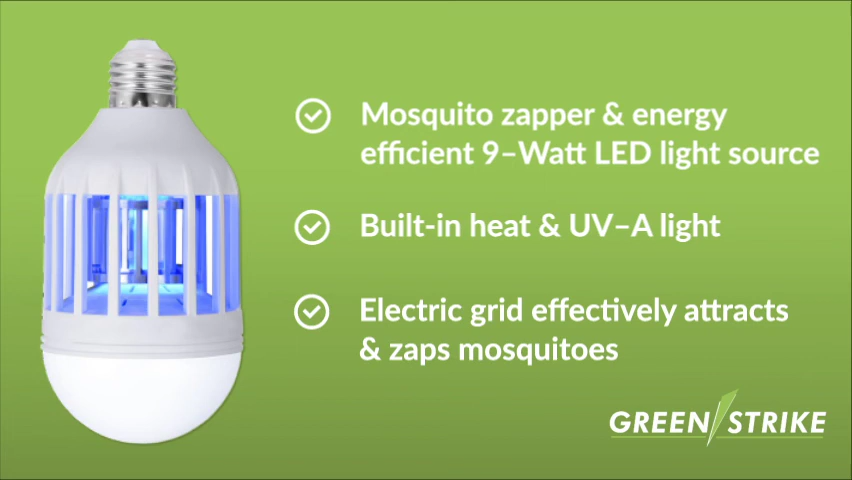 Mosquito zapper & energy
efficient 9–Watt LED light source
Built-in heat & UV–A light
Electric grid effectively attracts
& zaps mosquitoes
GREEN STRIKE